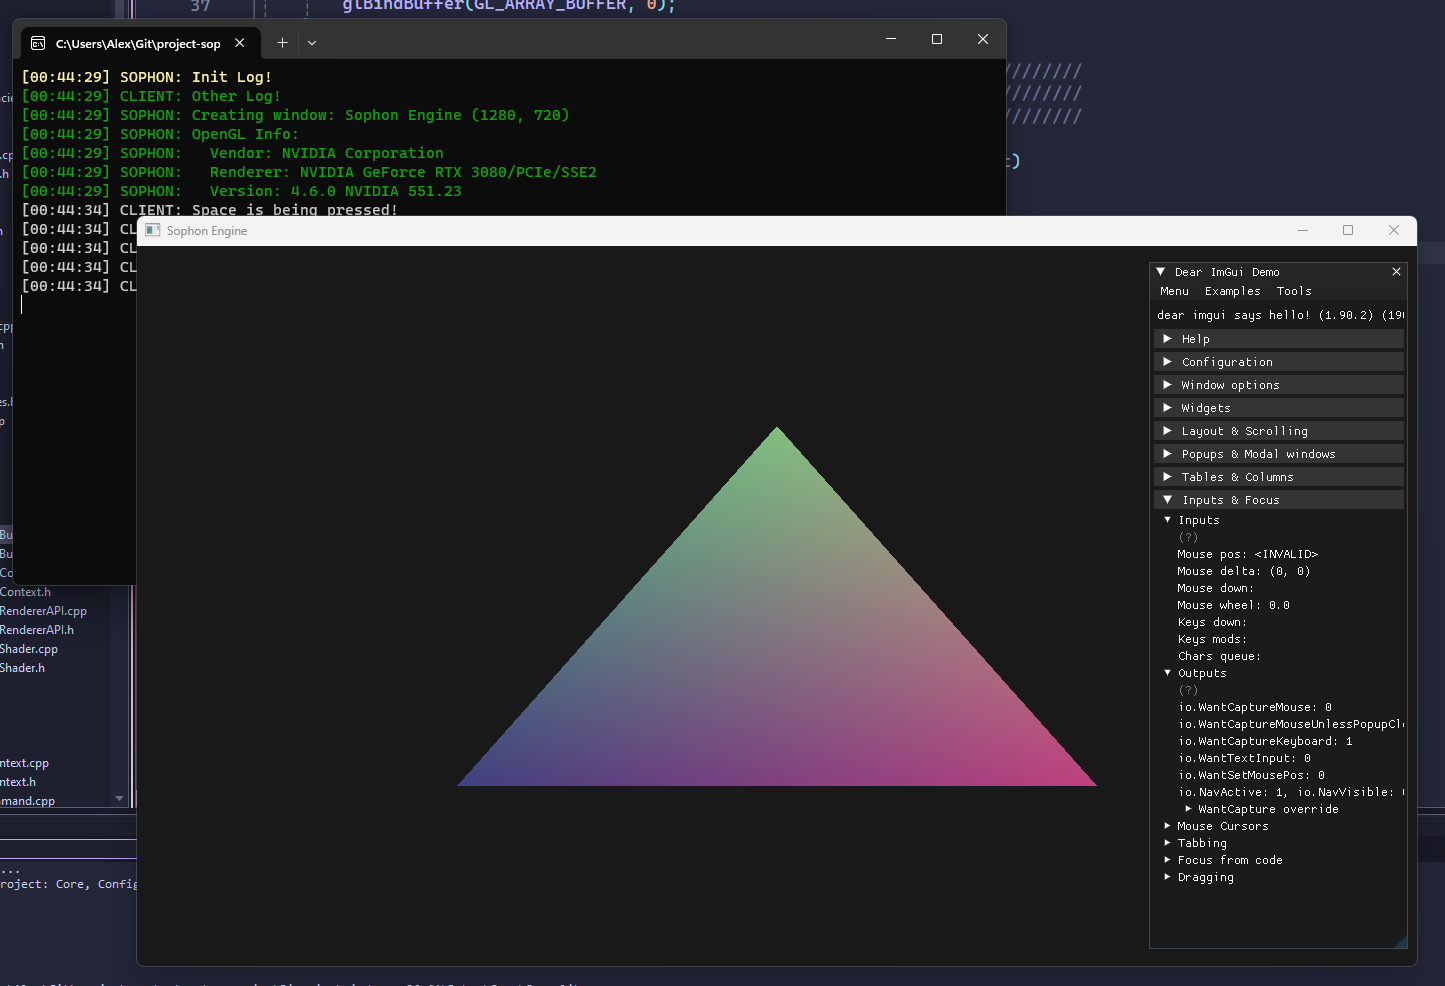 37 glBindBuffer(GL_ARRAY_BUFFER, 0);
C:\Users\Alex\Git\project-sop
[00:44:29] SOPHON: Init Log!
[00:44:29] CLIENT: Other Log!
[00:44:29] SOPHON: Creating window: Sophon Engine (1280, 720)
[00:44:29] SOPHON: OpenGL Info:
[00:44:29] SOPHON:   Vendor: NVIDIA Corporation
[00:44:29] SOPHON:   Renderer: NVIDIA GeForce RTX 3080/PCIe/SSE2
[00:44:29] SOPHON:   Version: 4.6.0 NVIDIA 551.23
[00:44:34] CLIENT: Space is being pressed!
[00:44:34] CL
[00:44:34] CL
[00:44:34] CL
[00:44:34] CL
Sophon Engine
Dear ImGui Demo
Menu Examples Tools
dear imgui says hello! (1.90.2) (190
Help
Configuration
Window options
Widgets
Layout & Scrolling
Popups & Modal windows
Tables & Columns
Inputs & Focus
Inputs
(?)
Mouse pos: <INVALID>
Mouse delta: (0, 0)
Mouse down:
Mouse wheel: 0.0
Keys down:
Keys mods:
Chars queue:
Outputs
(?)
io.WantCaptureMouse: 0
io.WantCaptureMouseUnlessPopupClo
io.WantCaptureKeyboard: 1
io.WantTextInput: 0
io.WantSetMousePos: 0
io.NavActive: 1, io.NavVisible:
WantCapture override
Mouse Cursors
Tabbing
Focus from code
Dragging
Bu
Bu
Co
Context.h
RendererAPI.cpp
RendererAPI.h
Shader.cpp
Shader.h
ntext.cpp
ntext.h
mmand.cpp
...
roject: Core, Config